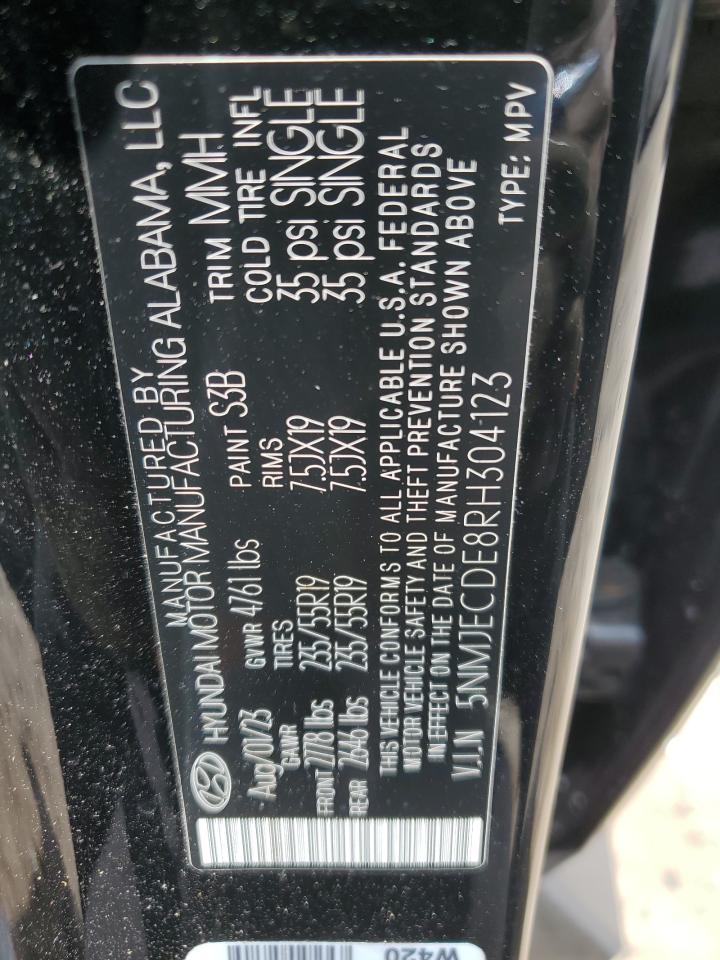 MANUFACTURED BY
HYUNDAI MOTOR MANUFACTURING ALABAMA, LLC
Aug/01/23 GVWR 4761 lbs PAINT S3B TRIM MMH
GAWR TIRES RIMS COLD TIRE INFL
FRONT 2778 lbs 235/55R19 7.5JX19 35 psi SINGLE
REAR 2646 lbs 235/55R19 7.5JX19 35 psi SINGLE
THIS VEHICLE CONFORMS TO ALL APPLICABLE U.S.A. FEDERAL
MOTOR VEHICLE SAFETY AND THEFT PREVENTION STANDARDS
IN EFFECT ON THE DATE OF MANUFACTURE SHOWN ABOVE
V.I.N 5NMJECDE8RH304123
TYPE: MPV
W420